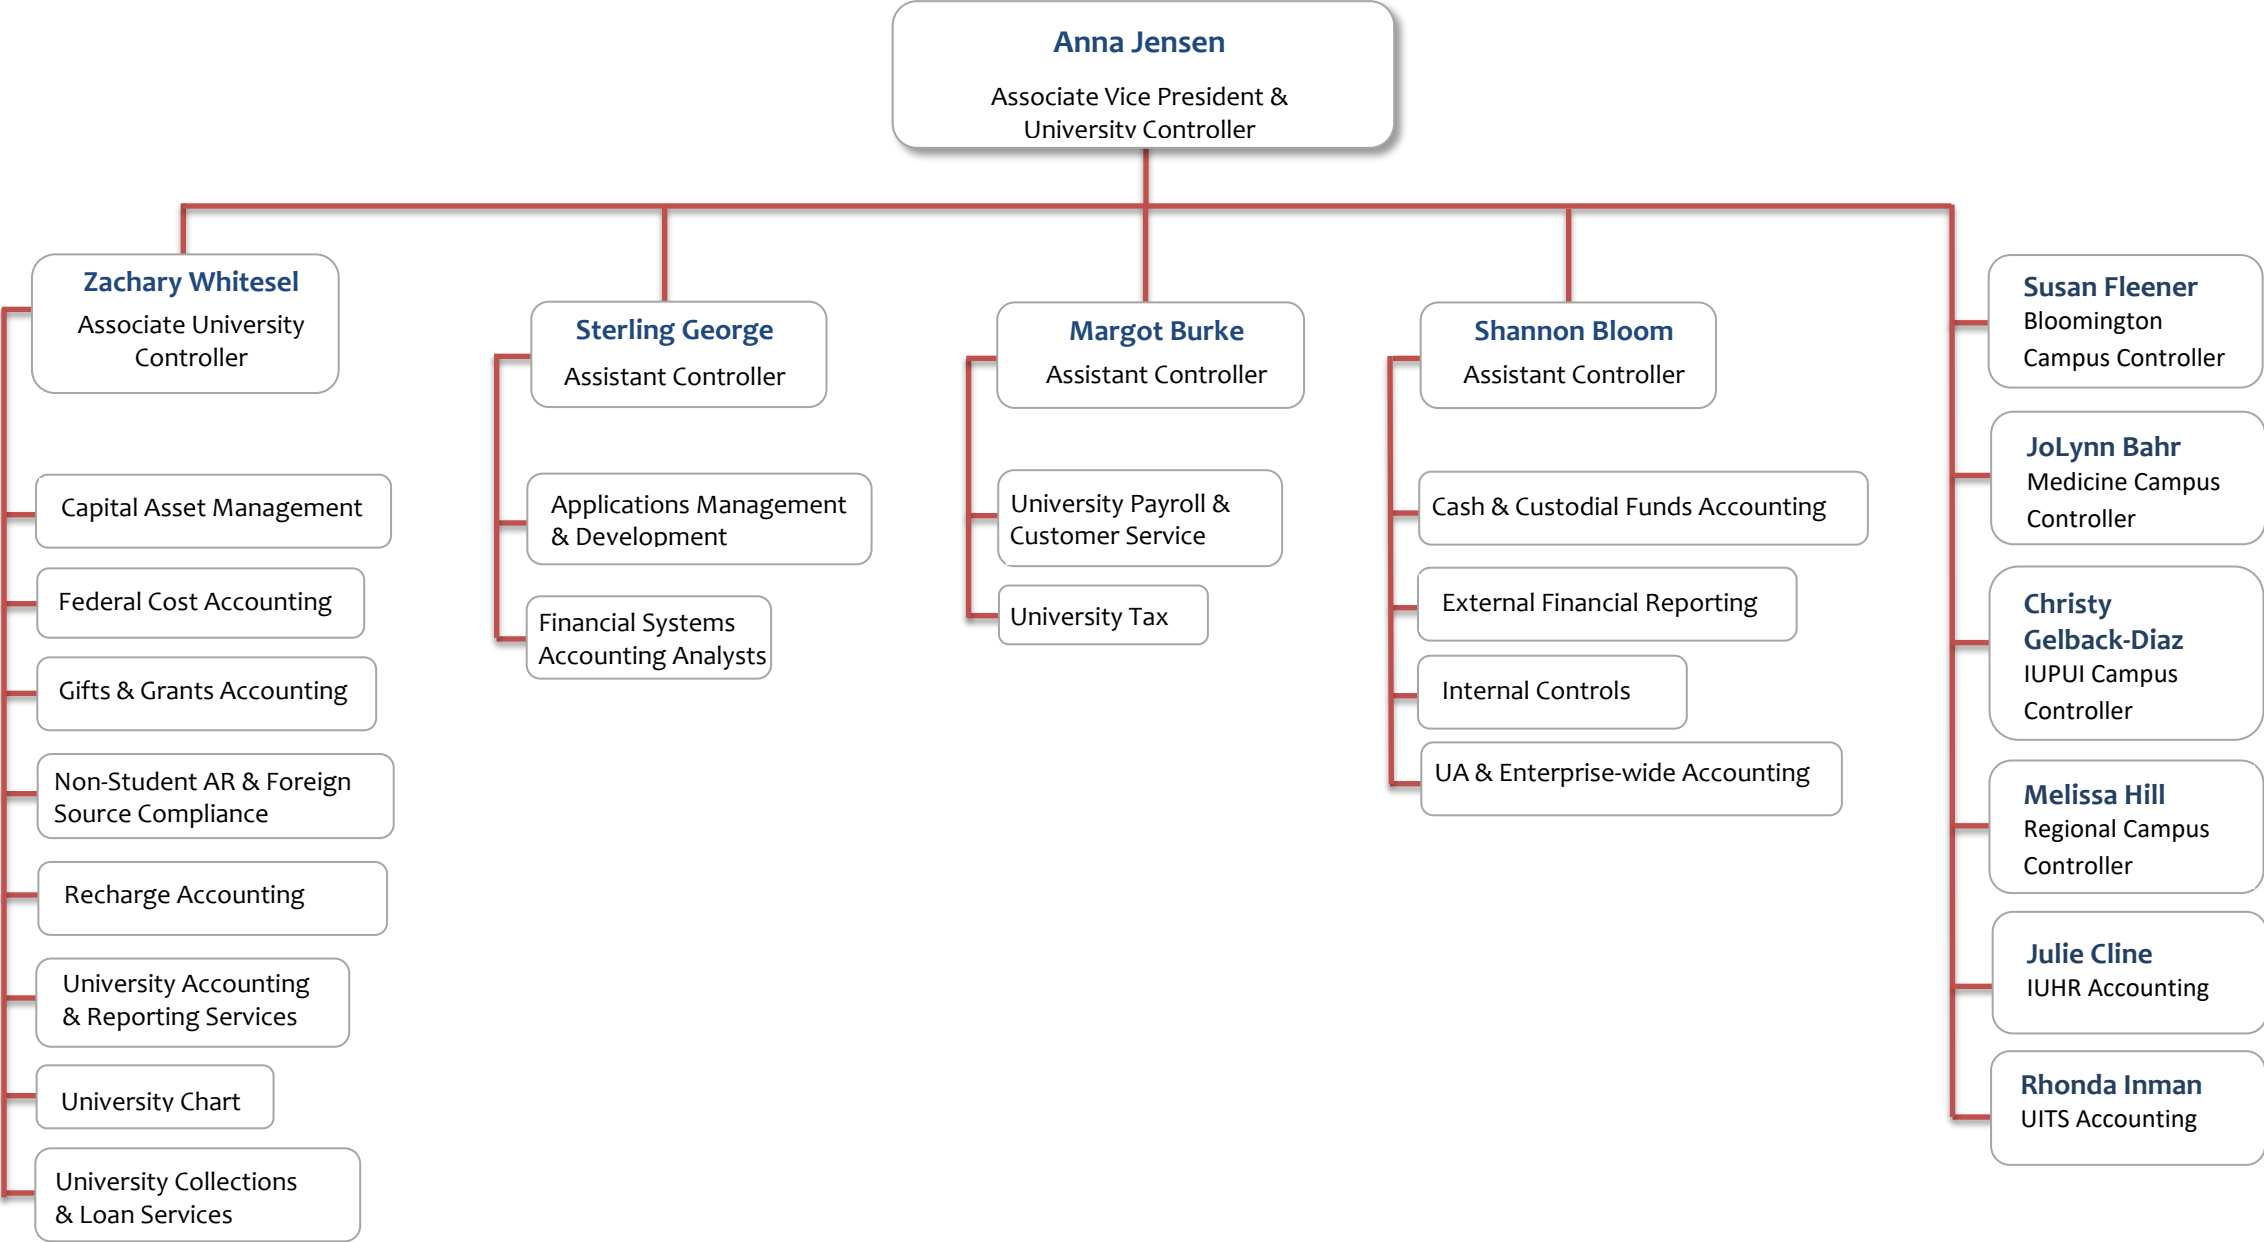 Anna Jensen
Associate Vice President &
University Controller
Zachary Whitesel
Associate University
Controller
Capital Asset Management
Federal Cost Accounting
Gifts & Grants Accounting
Non-Student AR & Foreign
Source Compliance
Recharge Accounting
University Accounting
& Reporting Services
University Chart
University Collections
& Loan Services
Sterling George
Assistant Controller
Applications Management
& Development
Financial Systems
Accounting Analysts
Margot Burke
Assistant Controller
University Payroll &
Customer Service
University Tax
Shannon Bloom
Assistant Controller
Cash & Custodial Funds Accounting
External Financial Reporting
Internal Controls
UA & Enterprise-wide Accounting
Susan Fleener
Bloomington
Campus Controller
JoLynn Bahr
Medicine Campus
Controller
Christy
Gelback-Diaz
IUPUI Campus
Controller
Melissa Hill
Regional Campus
Controller
Julie Cline
IUHR Accounting
Rhonda Inman
UITS Accounting